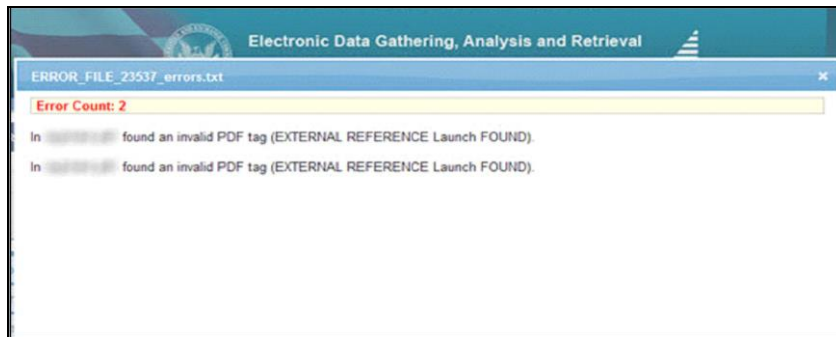 Electronic Data Gathering, Analysis and Retrieval
ERROR_FILE_23537_errors.txt
Error Count: 2
In found an invalid PDF tag (EXTERNAL REFERENCE Launch FOUND).
In found an invalid PDF tag (EXTERNAL REFERENCE Launch FOUND).